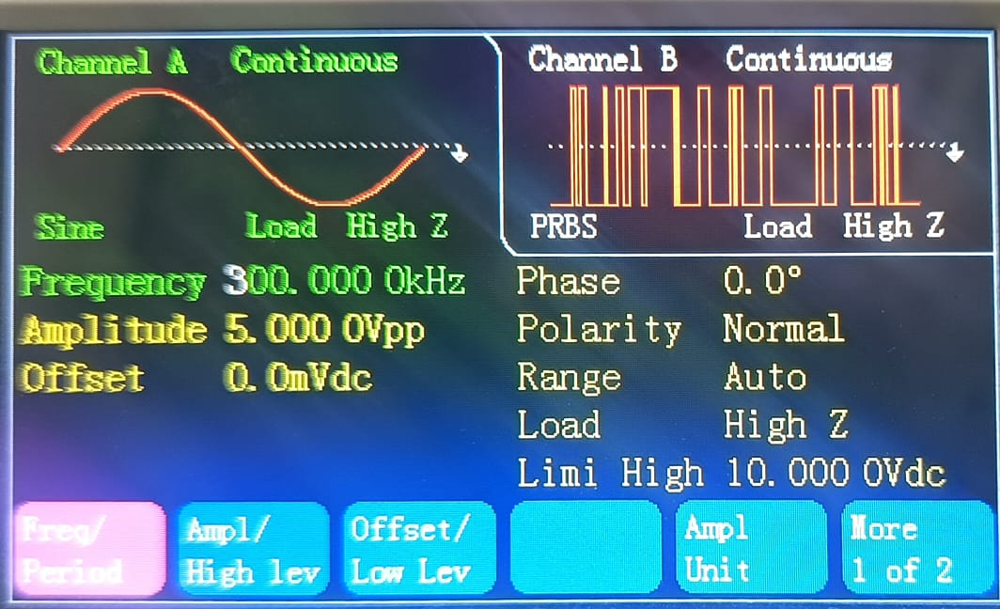 Channel A Continuous
Sine Load High Z
Channel B Continuous
PRBS Load High Z
Frequency 300.000 0kHz
Amplitude 5.000 0Vpp
Offset 0.0mVdc
Phase 0.0°
Polarity Normal
Range Auto
Load High Z
Limi High 10.000 0Vdc
Freq/
Period
Ampl/
High lev
Offset/
Low Lev
Ampl
Unit
More
1 of 2